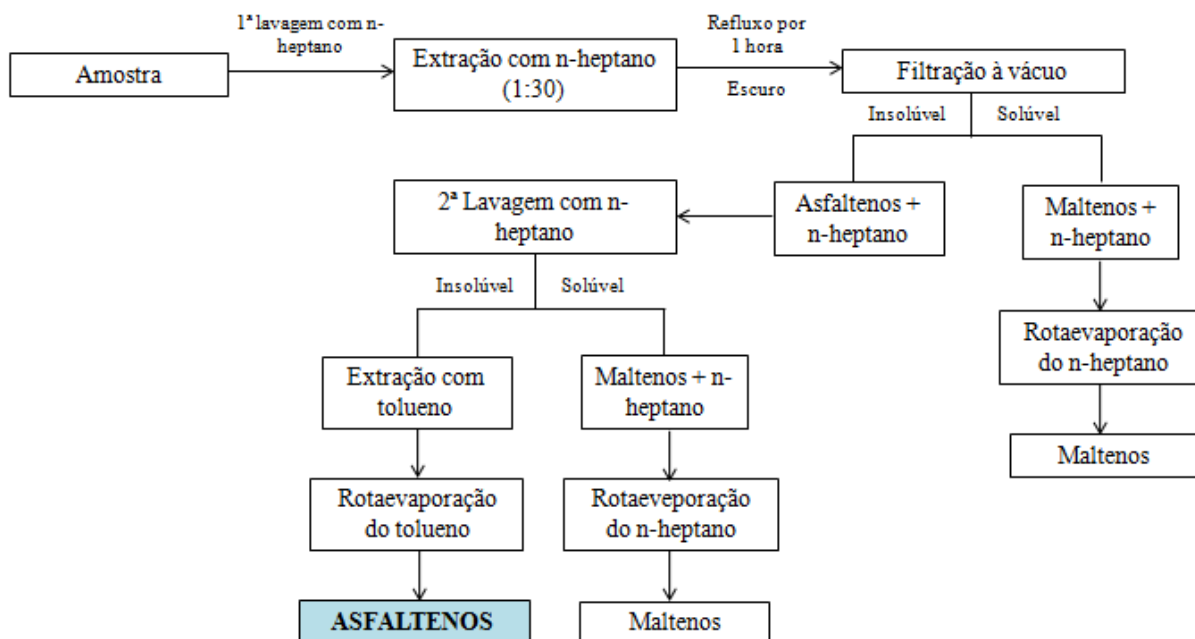 1ª lavagem com n-
heptano
Amostra
Extração com n-heptano
(1:30)
Refluxo por
1 hora
Escuro
Filtração à vácuo
Insolúvel
Solúvel
Asfaltenos +
n-heptano
Maltenos +
n-heptano
2ª Lavagem com n-
heptano
Insolúvel
Solúvel
Rotaevaporação
do n-heptano
Maltenos
Extração com
tolueno
Maltenos + n-
heptano
Rotaevaporação
do tolueno
Rotaeveporação
do n-heptano
ASFALTENOS
Maltenos